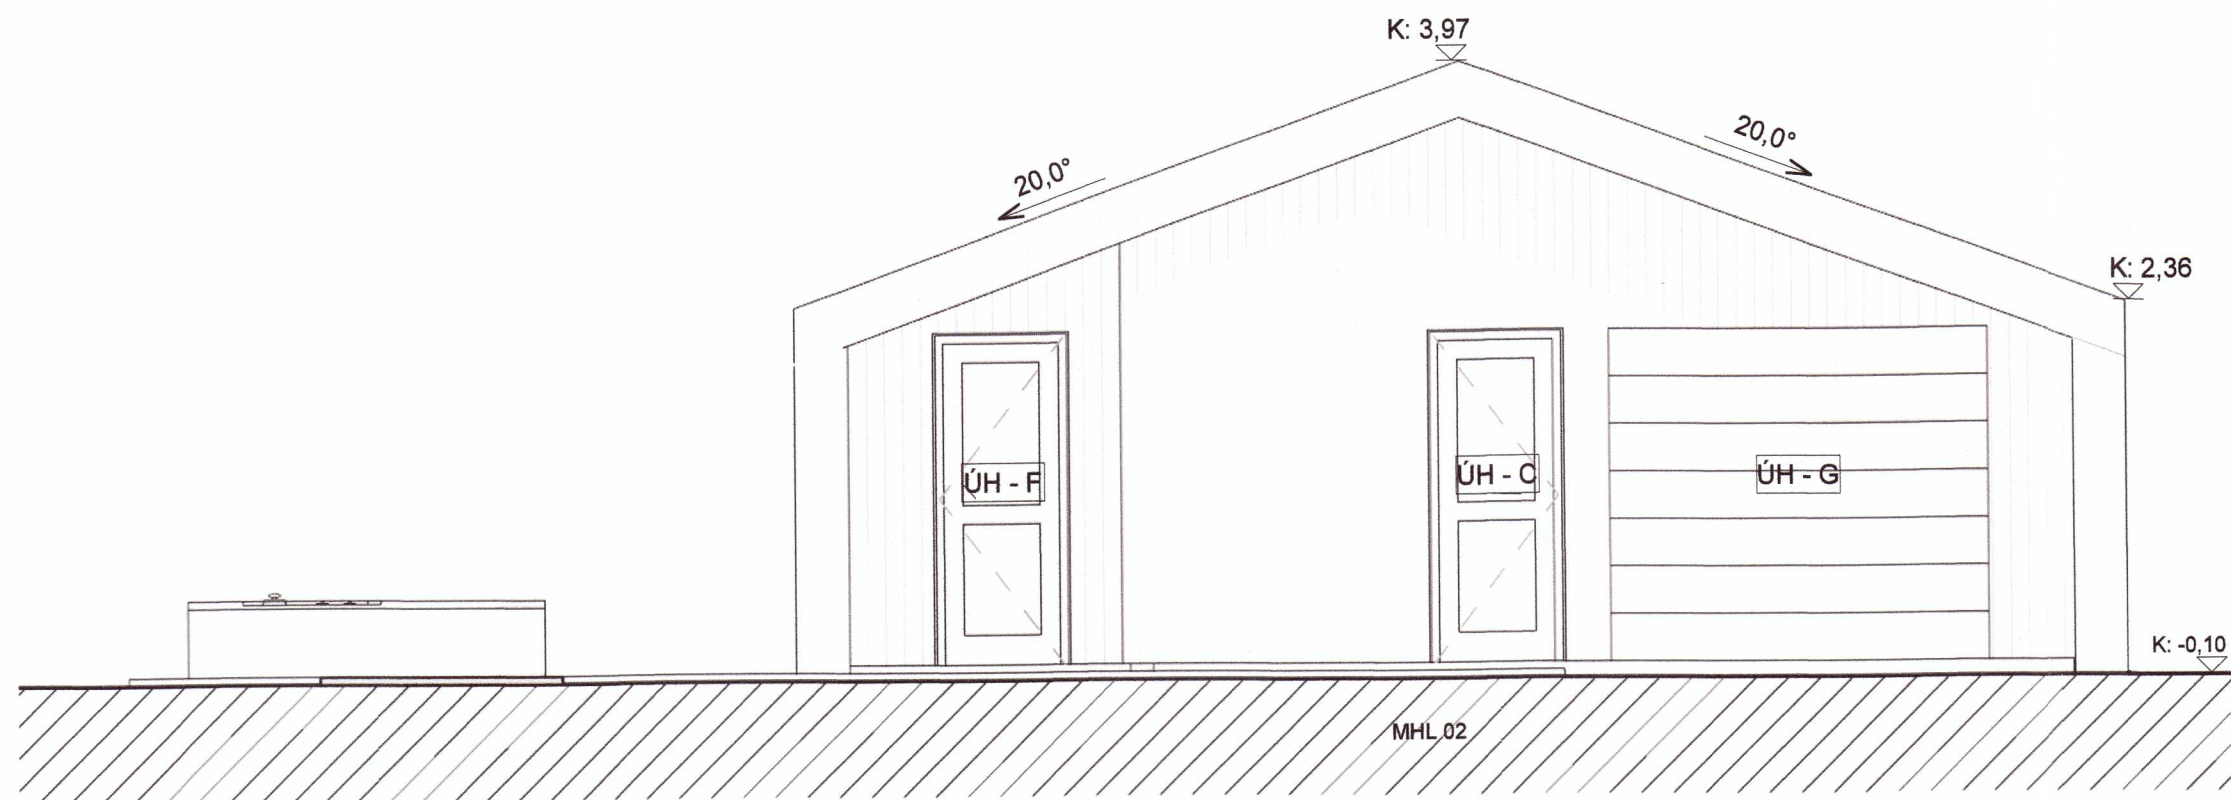 K: 3,97
20,0°
20,0°
K: 2,36
ÚH - F
ÚH - C
ÚH - G
K: -0,10
MHL 02